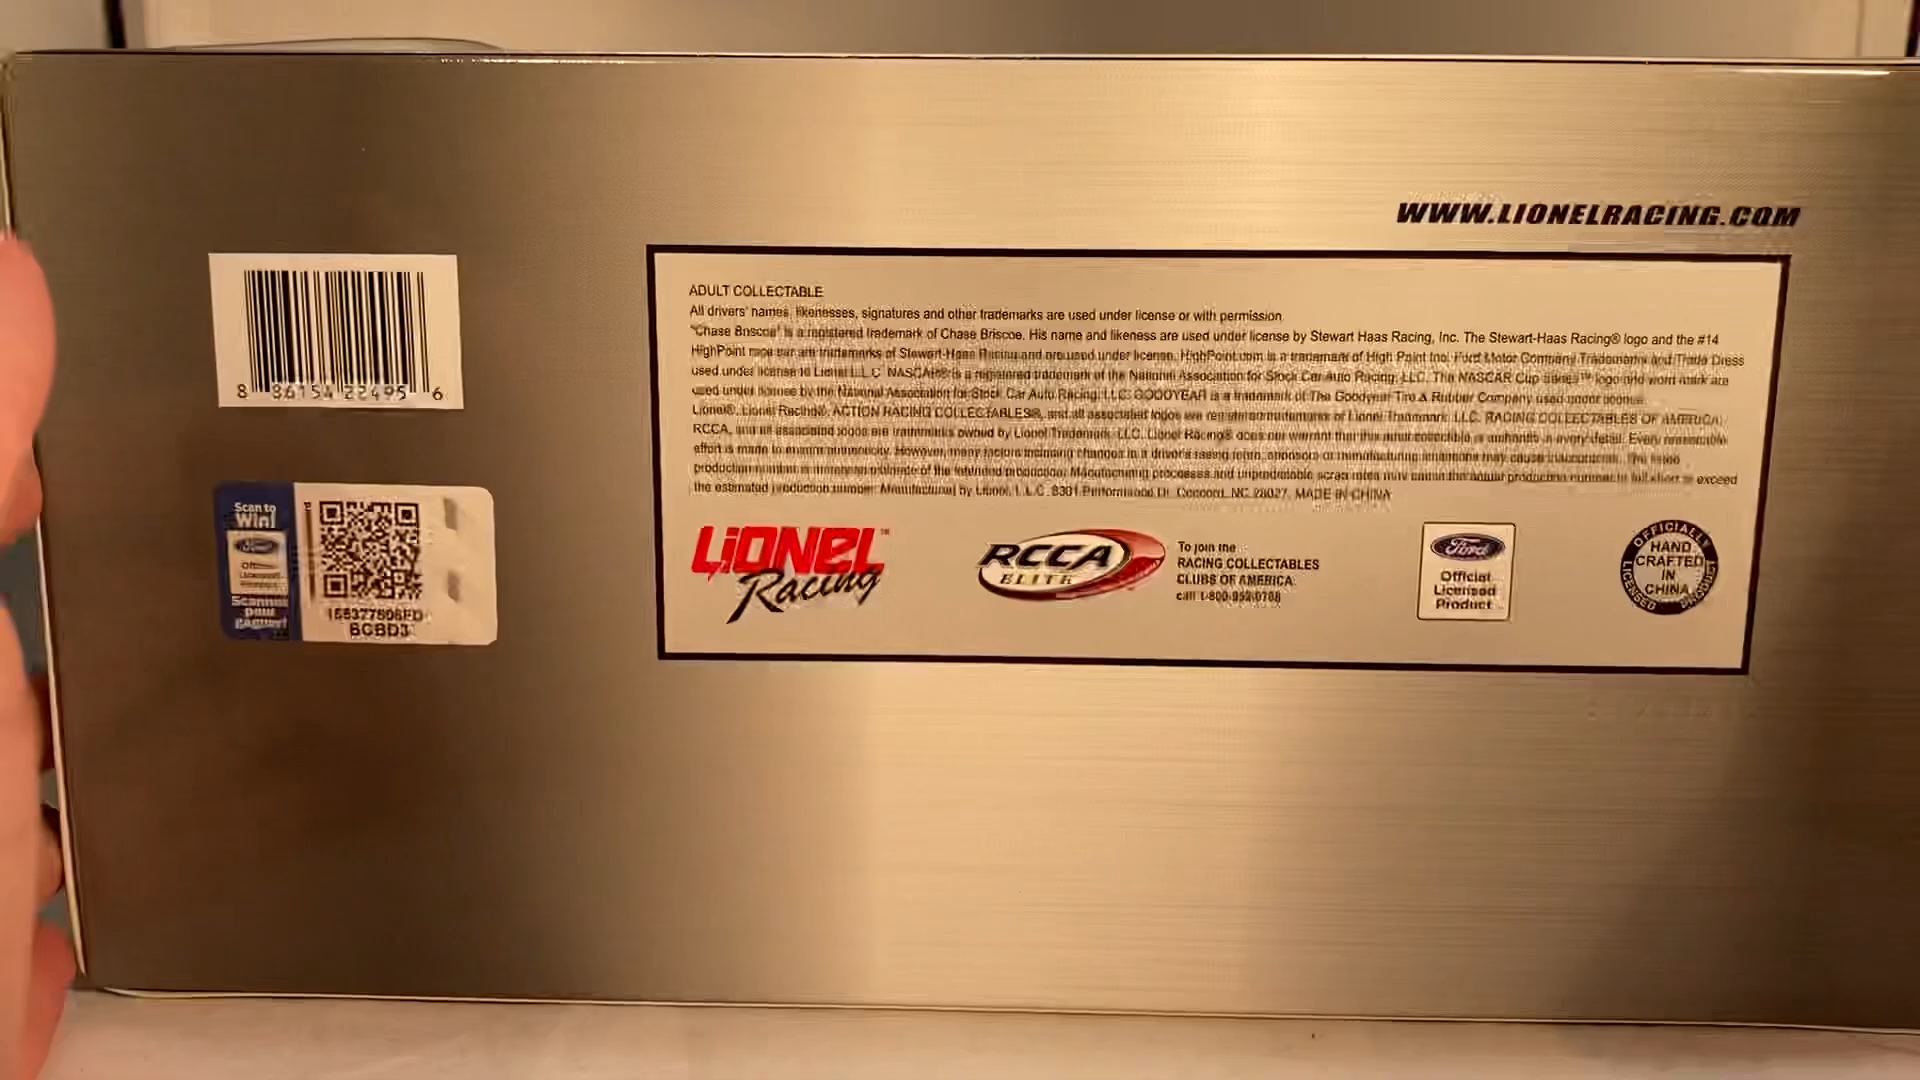 WWW.LIONELRACING.COM
8 86154 22495 6
ADULT COLLECTABLE
All drivers' names, likenesses, signatures and other trademarks are used under license or with permission.
"Chase Briscoe" is a registered trademark of Chase Briscoe. His name and likeness are used under license by Stewart Haas Racing, Inc. The Stewart-Haas Racing® logo and the #14
HighPoint race car are trademarks of Stewart-Haas Racing and are used under license. HighPoint.com is a trademark of High Point Inc. Ford Motor Company Trademarks and Trade Dress
used under license to Lionel L.L.C. NASCAR® is a registered trademark of the National Association for Stock Car Auto Racing, LLC. The NASCAR Cup Series™ logo and word mark are
used under license by the National Association for Stock Car Auto Racing, LLC. GOODYEAR is a trademark of The Goodyear Tire & Rubber Company used under license.
Lionel®, Lionel Racing®, ACTION RACING COLLECTABLES®, and all associated logos are registered trademarks of Lionel Trademark, LLC. RACING COLLECTABLES OF AMERICA,
RCCA, and all associated logos are trademarks owned by Lionel Trademark, LLC. Lionel Racing® does not warrant that this adult collectible is authentic in every detail. Every reasonable
effort is made to ensure authenticity. However, many factors including changes in a driver's racing team, sponsors or manufacturing limitations may cause inaccuracies. The listed
production number is merely an estimate of the intended production. Manufacturing processes and unpredictable scrap rates may cause the actual production number to fall short or exceed
the estimated production number. Manufactured by Lionel, L.L.C. Concord, NC 28027. MADE IN CHINA
Scan to
Win!
Ford
Scannez
pour
gagner!
BCBD3
LIONEL™
Racing
RCCA
ELITE
To join the
RACING COLLECTABLES
CLUBS OF AMERICA
call 1-800-952-0708
Ford
Official
Licensed
Product
OFFICIALLY LICENSED PRODUCT
HAND
CRAFTED
IN
CHINA